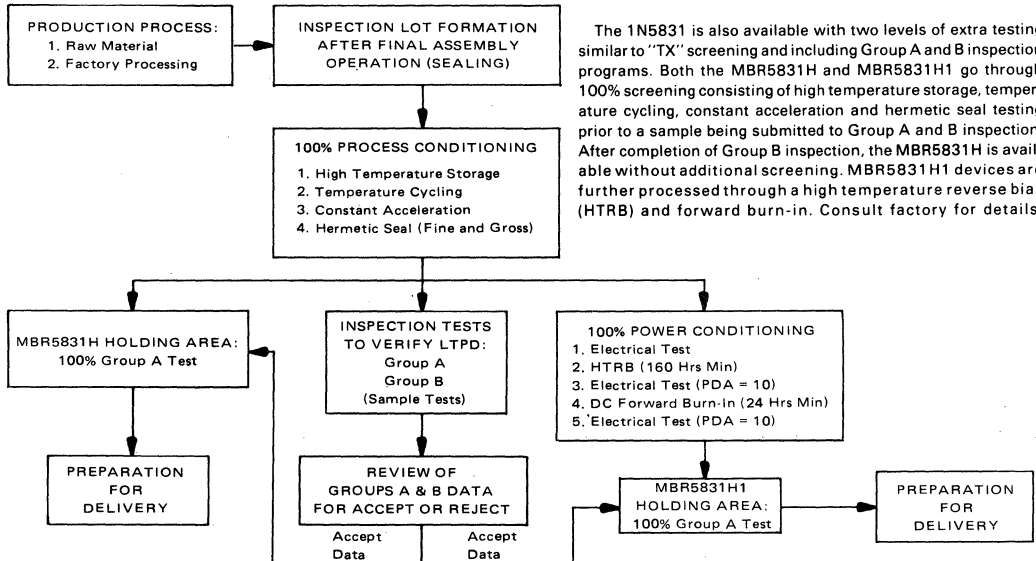 PRODUCTION PROCESS:
1. Raw Material
2. Factory Processing
INSPECTION LOT FORMATION
AFTER FINAL ASSEMBLY
OPERATION (SEALING)
The 1N5831 is also available with two levels of extra testing
similar to "TX" screening and including Group A and B inspection
programs. Both the MBR5831H and MBR5831H1 go through
100% screening consisting of high temperature storage, temper-
ature cycling, constant acceleration and hermetic seal testing
prior to a sample being submitted to Group A and B inspection
After completion of Group B inspection, the MBR5831H is avail-
able without additional screening. MBR5831H1 devices are
further processed through a high temperature reverse bia
(HTRB) and forward burn-in. Consult factory for details
100% PROCESS CONDITIONING
1. High Temperature Storage
2. Temperature Cycling
3. Constant Acceleration
4. Hermetic Seal (Fine and Gross)
MBR5831H HOLDING AREA:
100% Group A Test
INSPECTION TESTS
TO VERIFY LTPD:
Group A
Group B
(Sample Tests)
100% POWER CONDITIONING
1. Electrical Test
2. HTRB (160 Hrs Min)
3. Electrical Test (PDA = 10)
4. DC Forward Burn-In (24 Hrs Min)
5. Electrical Test (PDA = 10)
PREPARATION
FOR
DELIVERY
REVIEW OF
GROUPS A & B DATA
FOR ACCEPT OR REJECT
MBR5831H1
HOLDING AREA:
100% Group A Test
PREPARATION
FOR
DELIVERY
Accept
Data
Accept
Data